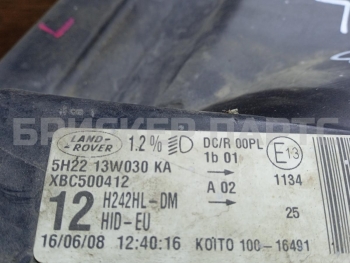 L
LAND-
ROVER
1.2%
DC/R 00PL
1b 01
E13
5H22 13W030 KA
XBC500412
A 02
1134
12 H242HL-DM
HID-EU
25
16/06/08 12:40:16 KOITO 100-16491